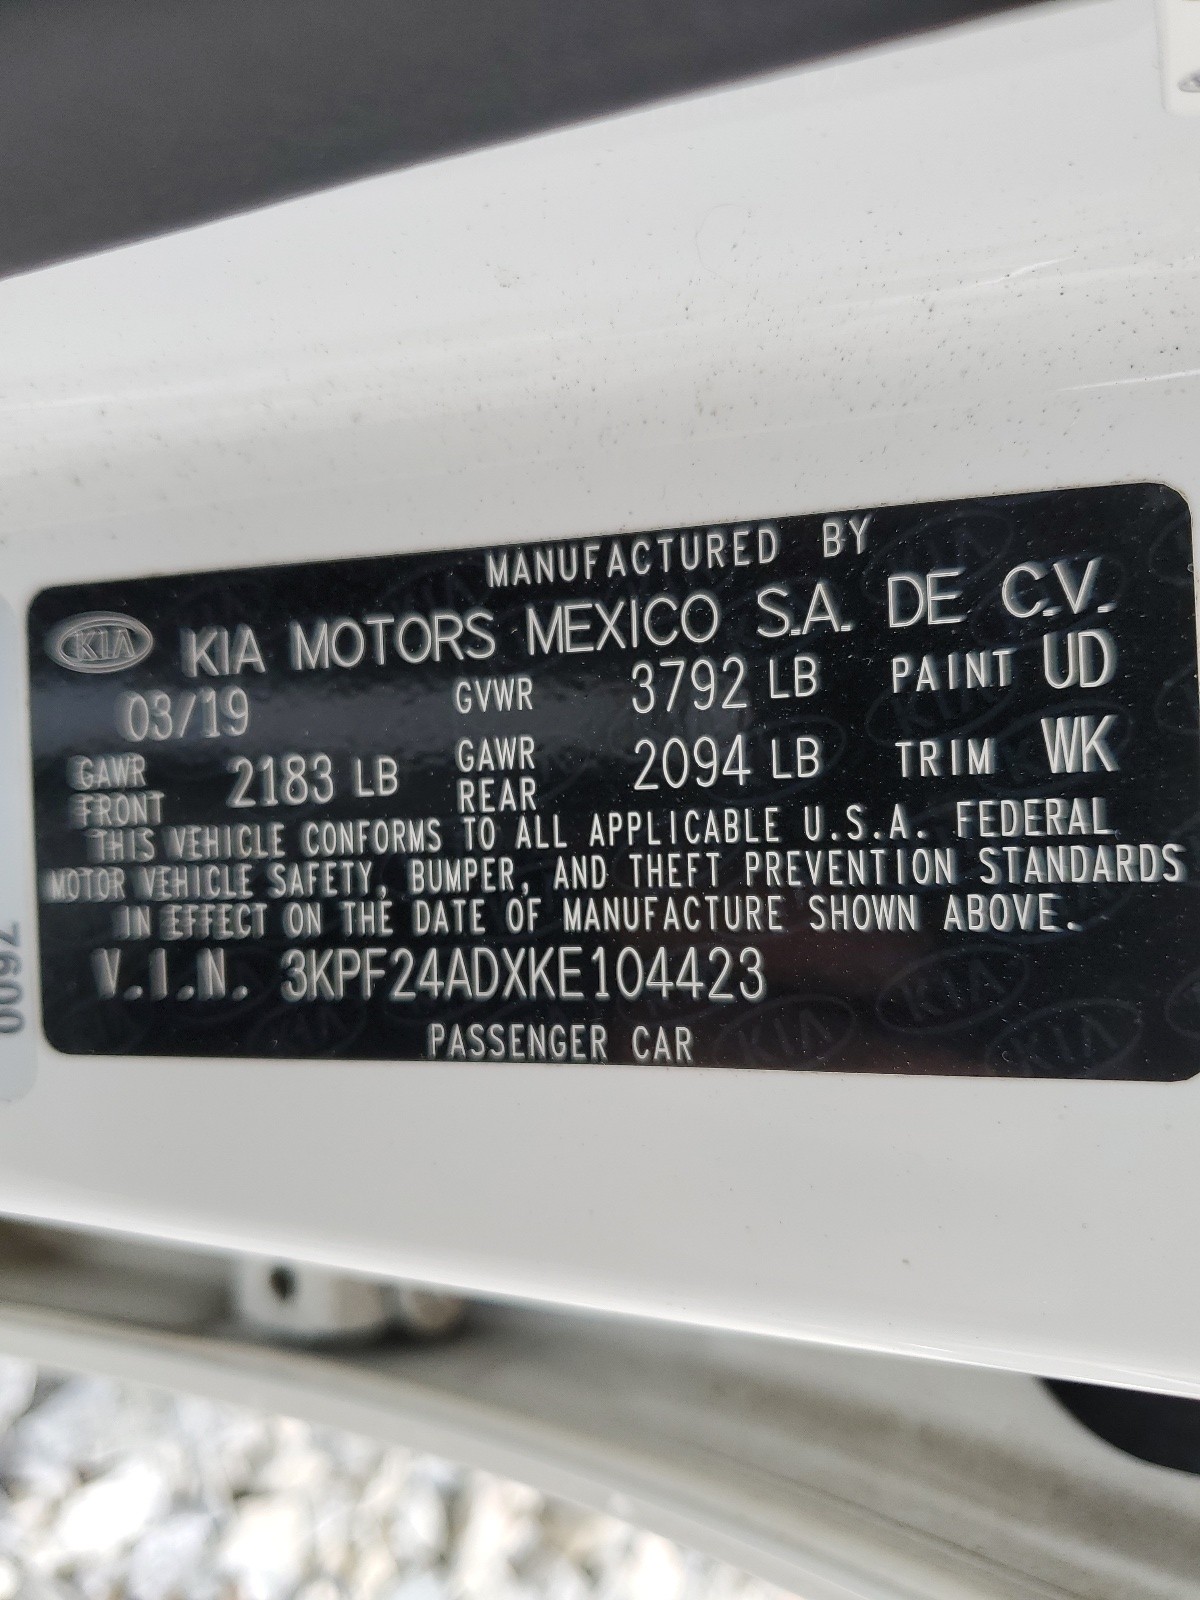 MANUFACTURED BY
KIA KIA MOTORS MEXICO S.A. DE C.V.
03/19 GVWR 3792 LB PAINT UD
GAWR FRONT 2183 LB GAWR REAR 2094 LB TRIM WK
THIS VEHICLE CONFORMS TO ALL APPLICABLE U.S.A. FEDERAL
MOTOR VEHICLE SAFETY, BUMPER, AND THEFT PREVENTION STANDARDS
IN EFFECT ON THE DATE OF MANUFACTURE SHOWN ABOVE.
V.I.N. 3KPF24ADXKE104423
PASSENGER CAR